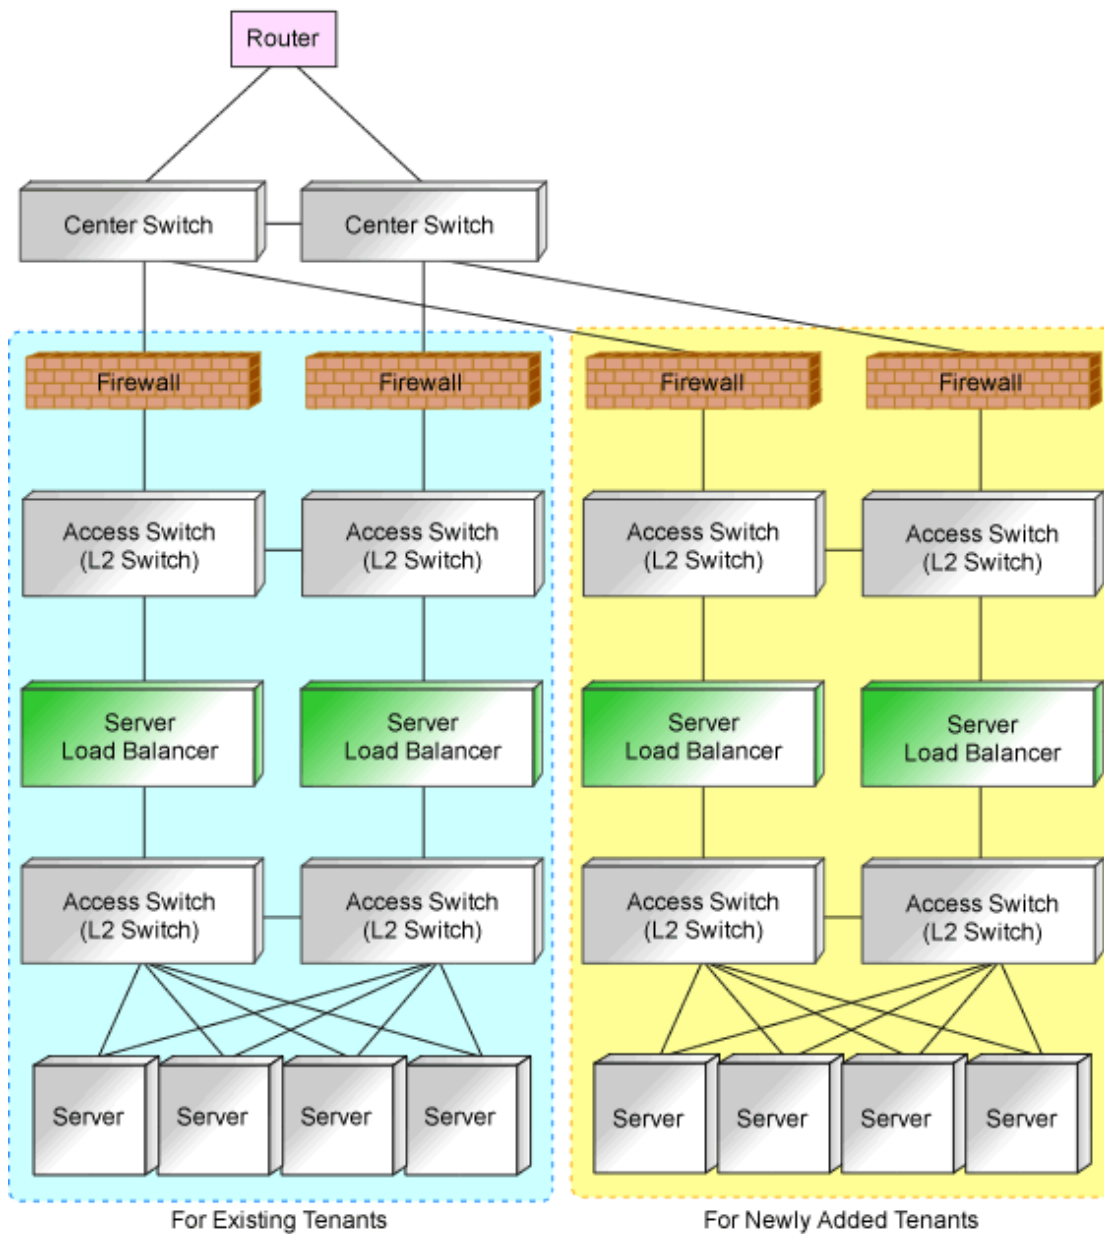 Router
Center Switch
Center Switch
Firewall
Firewall
Firewall
Firewall
Access Switch
(L2 Switch)
Access Switch
(L2 Switch)
Access Switch
(L2 Switch)
Access Switch
(L2 Switch)
Server
Load Balancer
Server
Load Balancer
Server
Load Balancer
Server
Load Balancer
Access Switch
(L2 Switch)
Access Switch
(L2 Switch)
Access Switch
(L2 Switch)
Access Switch
(L2 Switch)
Server
Server
Server
Server
Server
Server
Server
Server
For Existing Tenants
For Newly Added Tenants